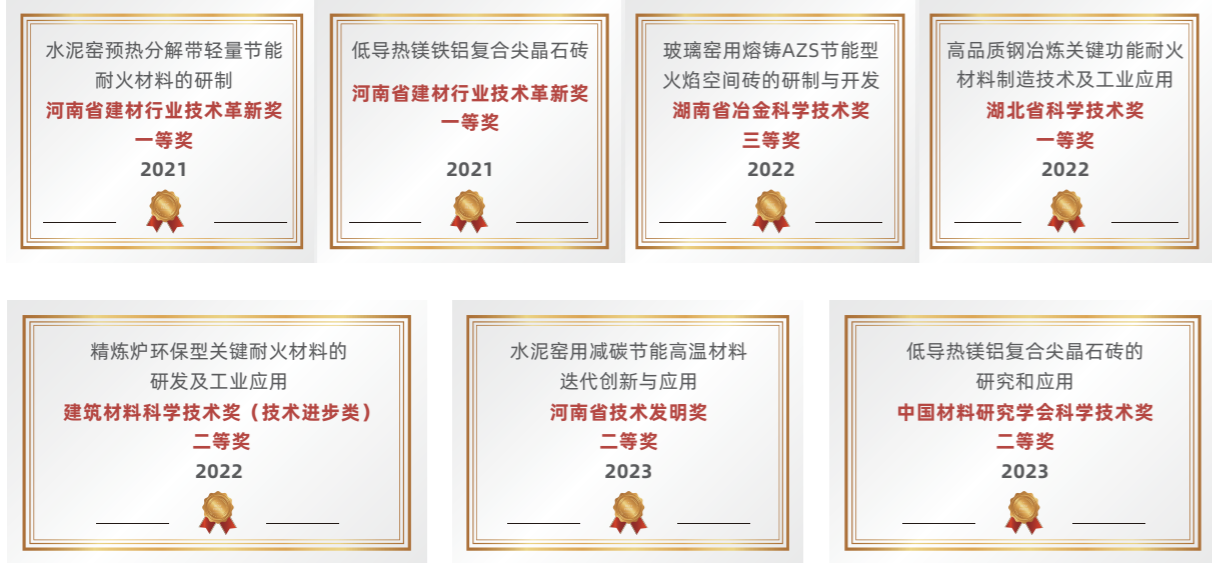 水泥窑预热分解带轻量节能
耐火材料的研制
河南省建材行业技术革新奖
一等奖
2021
低导热镁铁铝复合尖晶石砖
河南省建材行业技术革新奖
一等奖
2021
玻璃窑用熔铸AZS节能型
火焰空间砖的研制与开发
湖南省冶金科学技术奖
三等奖
2022
高品质钢冶炼关键功能耐火
材料制造技术及工业应用
湖北省科学技术奖
一等奖
2022
精炼炉环保型关键耐火材料的
研发及工业应用
建筑材料科学技术奖（技术进步类）
二等奖
2022
水泥窑用减碳节能高温材料
迭代创新与应用
河南省技术发明奖
二等奖
2023
低导热镁铝复合尖晶石砖的
研究和应用
中国材料研究学会科学技术奖
二等奖
2023